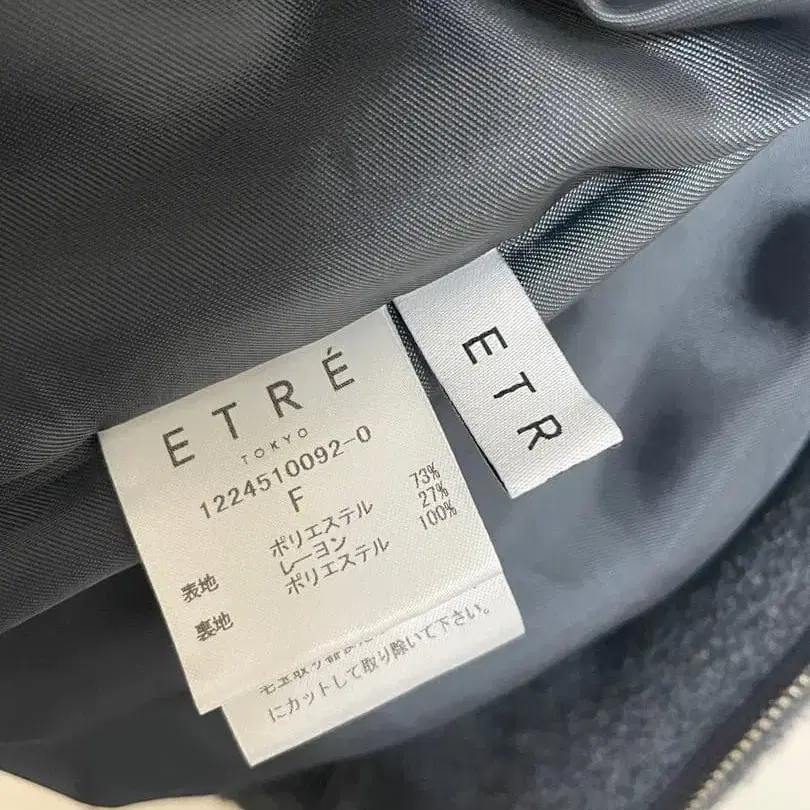 ETRÉ
TOKYO
1224510092-0
F
表地 ポリエステル 73%
レーヨン 27%
裏地 ポリエステル 100%
にカットして取り除いて下さい。
ETR